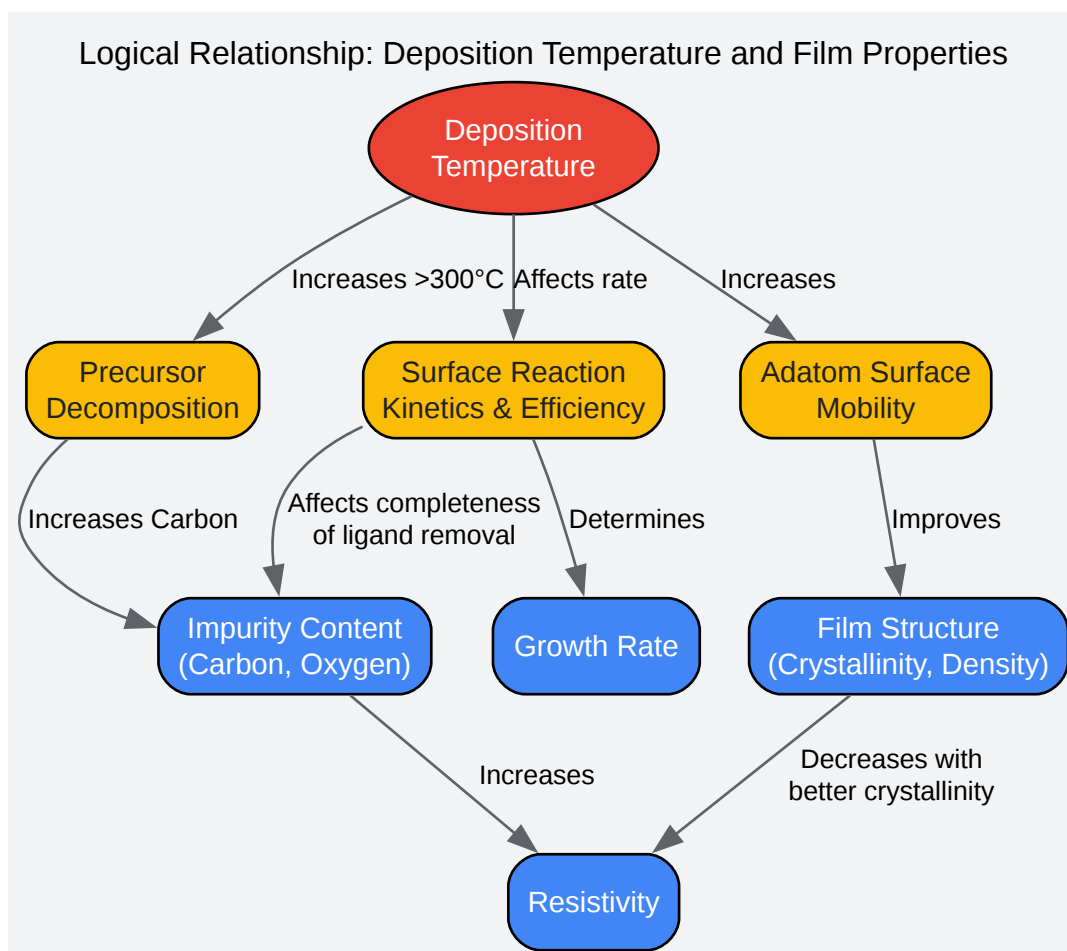 Logical Relationship: Deposition Temperature and Film Properties
Deposition
Temperature
Increases >300°C
Affects rate
Increases
Precursor
Decomposition
Surface Reaction
Kinetics & Efficiency
Adatom Surface
Mobility
Increases Carbon
Affects completeness
of ligand removal
Determines
Improves
Impurity Content
(Carbon, Oxygen)
Growth Rate
Film Structure
(Crystallinity, Density)
Increases
Decreases with
better crystallinity
Resistivity